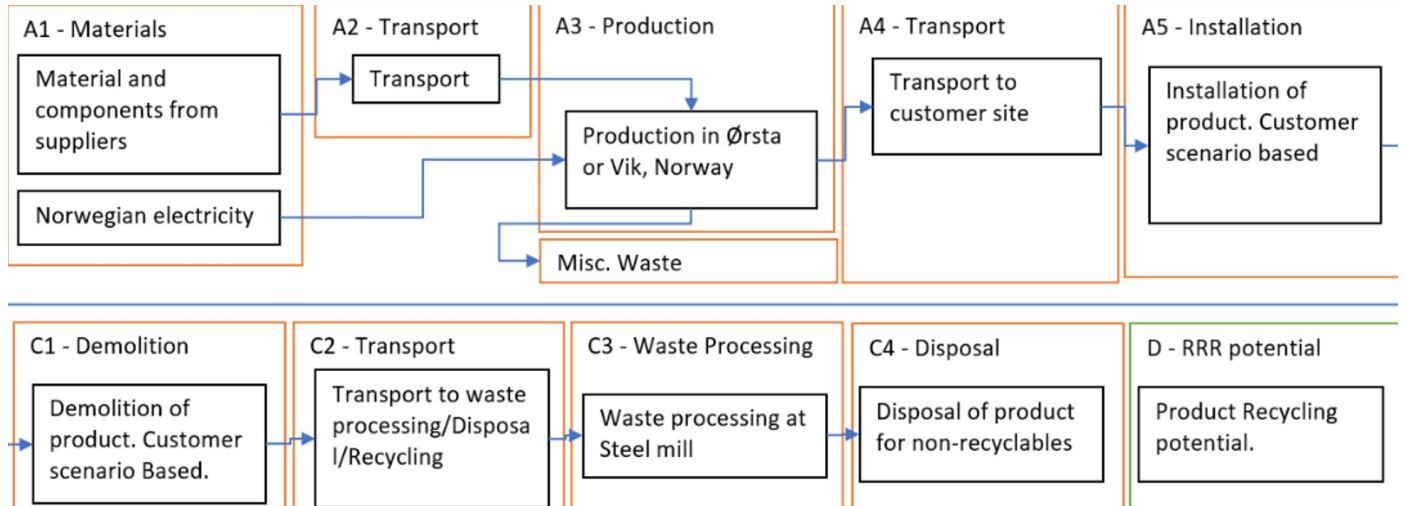 A1 - Materials
Material and
components from
suppliers
Norwegian electricity
A2 - Transport
Transport
A3 - Production
Production in Ørsta
or Vik, Norway
Misc. Waste
A4 - Transport
Transport to
customer site
A5 - Installation
Installation of
product. Customer
scenario based
C1 - Demolition
Demolition of
product. Customer
scenario Based.
C2 - Transport
Transport to waste
processing/Disposa
l/Recycling
C3 - Waste Processing
Waste processing at
Steel mill
C4 - Disposal
Disposal of product
for non-recyclables
D - RRR potential
Product Recycling
potential.